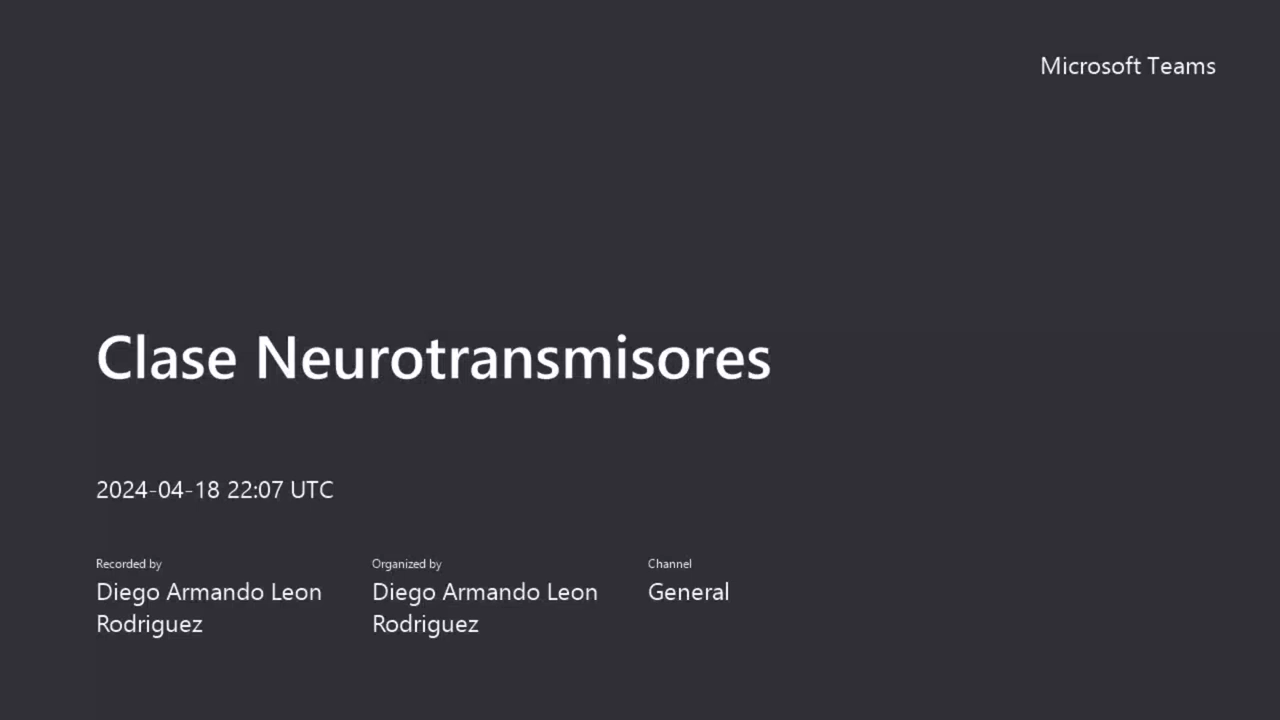 Microsoft Teams
Clase Neurotransmisores
2024-04-18 22:07 UTC
Recorded by
Diego Armando Leon
Rodriguez
Organized by
Diego Armando Leon
Rodriguez
Channel
General